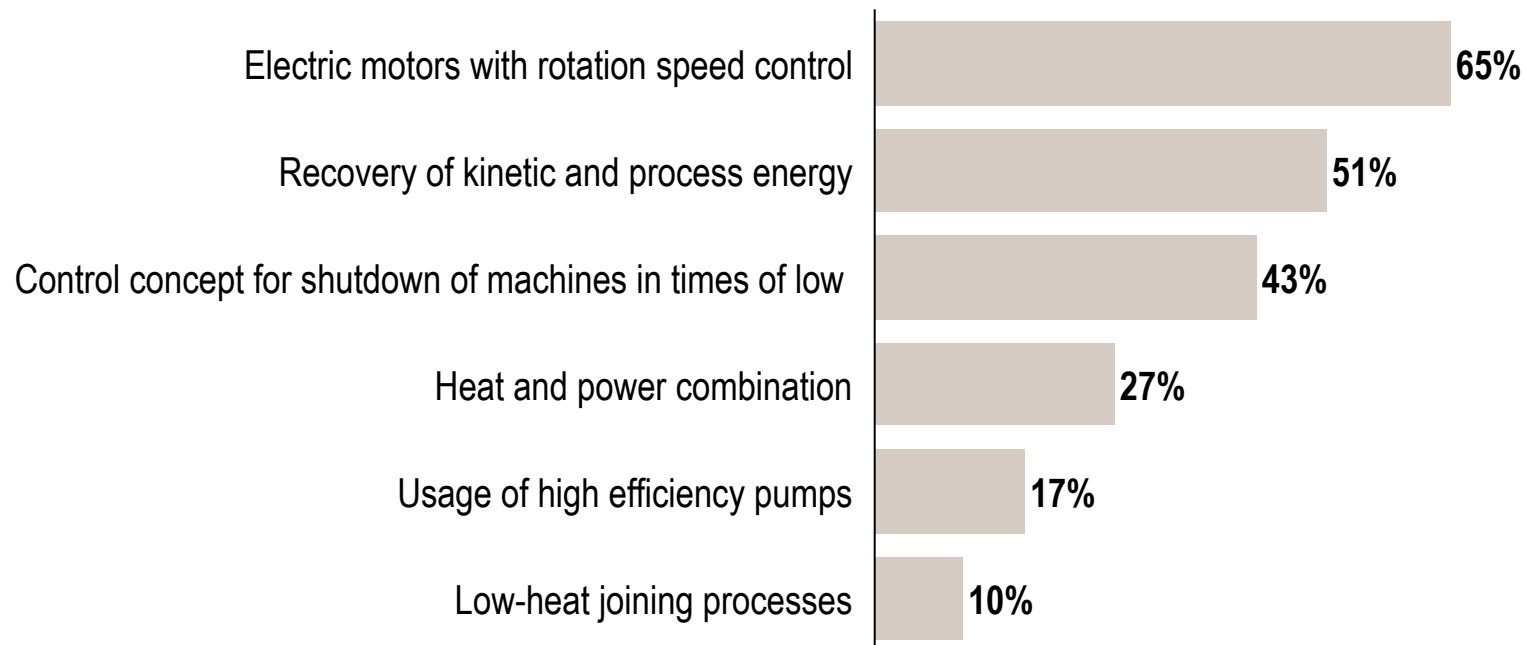 Electric motors with rotation speed control 65%
Recovery of kinetic and process energy 51%
Control concept for shutdown of machines in times of low 43%
Heat and power combination 27%
Usage of high efficiency pumps 17%
Low-heat joining processes 10%